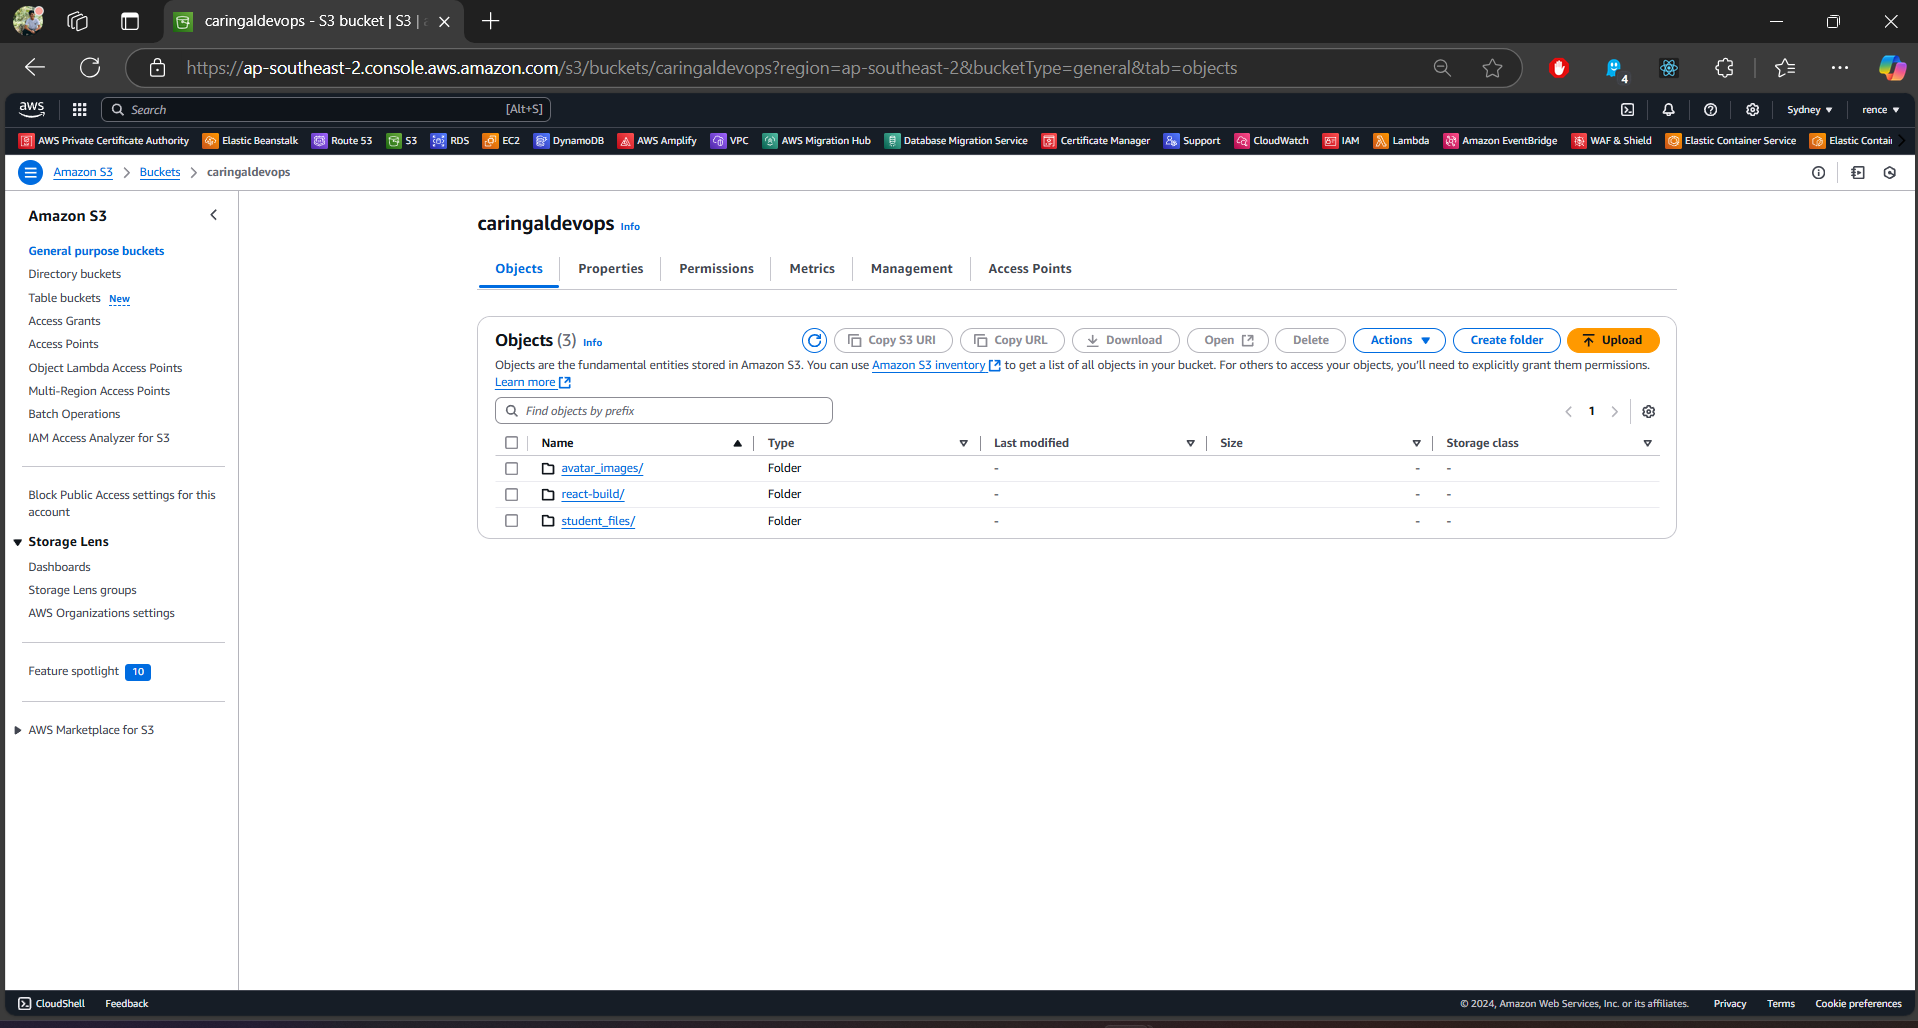 caringaldevops - S3 bucket | S3 |
https://ap-southeast-2.console.aws.amazon.com/s3/buckets/caringaldevops?region=ap-southeast-2&bucketType=general&tab=objects
4
aws Search [Alt+S] Sydney rence
AWS Private Certificate Authority Elastic Beanstalk Route 53 S3 RDS EC2 DynamoDB AWS Amplify VPC AWS Migration Hub Database Migration Service Certificate Manager Support CloudWatch IAM Lambda Amazon EventBridge WAF & Shield Elastic Container Service Elastic Contai
Amazon S3 Buckets caringaldevops
Amazon S3
General purpose buckets
Directory buckets
Table buckets New
Access Grants
Access Points
Object Lambda Access Points
Multi-Region Access Points
Batch Operations
IAM Access Analyzer for S3
Block Public Access settings for this
account
Storage Lens
Dashboards
Storage Lens groups
AWS Organizations settings
Feature spotlight 10
AWS Marketplace for S3
caringaldevops Info
Objects Properties Permissions Metrics Management Access Points
Objects (3) Info Copy S3 URI Copy URL Download Open Delete Actions Create folder Upload
Objects are the fundamental entities stored in Amazon S3. You can use Amazon S3 inventory to get a list of all objects in your bucket. For others to access your objects, you'll need to explicitly grant them permissions.
Learn more
Find objects by prefix 1
Name Type Last modified Size Storage class
avatar_images/ Folder - - -
react-build/ Folder - - -
student_files/ Folder - - -
CloudShell Feedback © 2024, Amazon Web Services, Inc. or its affiliates. Privacy Terms Cookie preferences